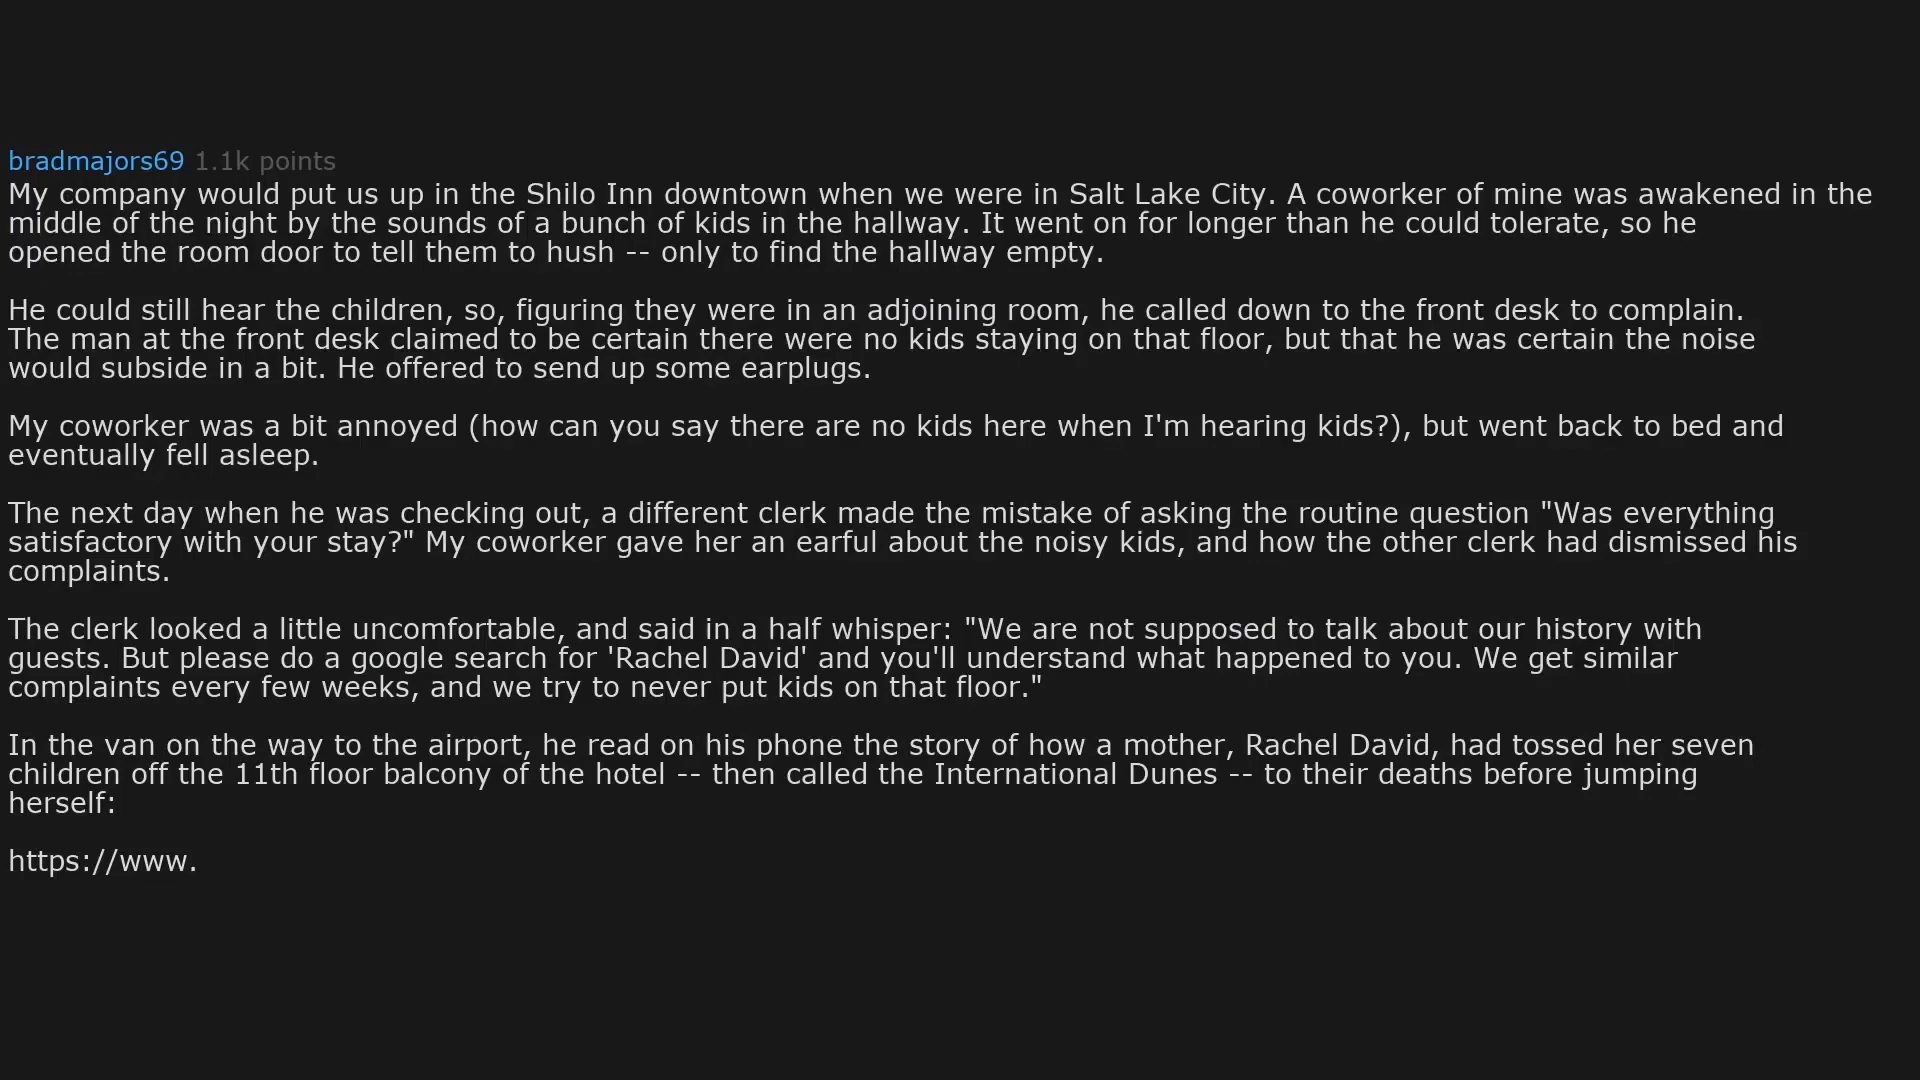 bradmajors69 1.1k points
My company would put us up in the Shilo Inn downtown when we were in Salt Lake City. A coworker of mine was awakened in the
middle of the night by the sounds of a bunch of kids in the hallway. It went on for longer than he could tolerate, so he
opened the room door to tell them to hush -- only to find the hallway empty.
He could still hear the children, so, figuring they were in an adjoining room, he called down to the front desk to complain.
The man at the front desk claimed to be certain there were no kids staying on that floor, but that he was certain the noise
would subside in a bit. He offered to send up some earplugs.
My coworker was a bit annoyed (how can you say there are no kids here when I'm hearing kids?), but went back to bed and
eventually fell asleep.
The next day when he was checking out, a different clerk made the mistake of asking the routine question "Was everything
satisfactory with your stay?" My coworker gave her an earful about the noisy kids, and how the other clerk had dismissed his
complaints.
The clerk looked a little uncomfortable, and said in a half whisper: "We are not supposed to talk about our history with
guests. But please do a google search for 'Rachel David' and you'll understand what happened to you. We get similar
complaints every few weeks, and we try to never put kids on that floor."
In the van on the way to the airport, he read on his phone the story of how a mother, Rachel David, had tossed her seven
children off the 11th floor balcony of the hotel -- then called the International Dunes -- to their deaths before jumping
herself:
https://www.